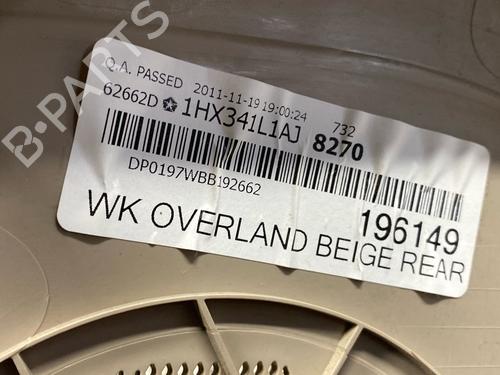 B-PARTS
Q.A. PASSED 2011-11-19 19:00:24 732
62662D 1HX341L1AJ 8270
DP0197WBB192662
196149
WK OVERLAND BEIGE REAR